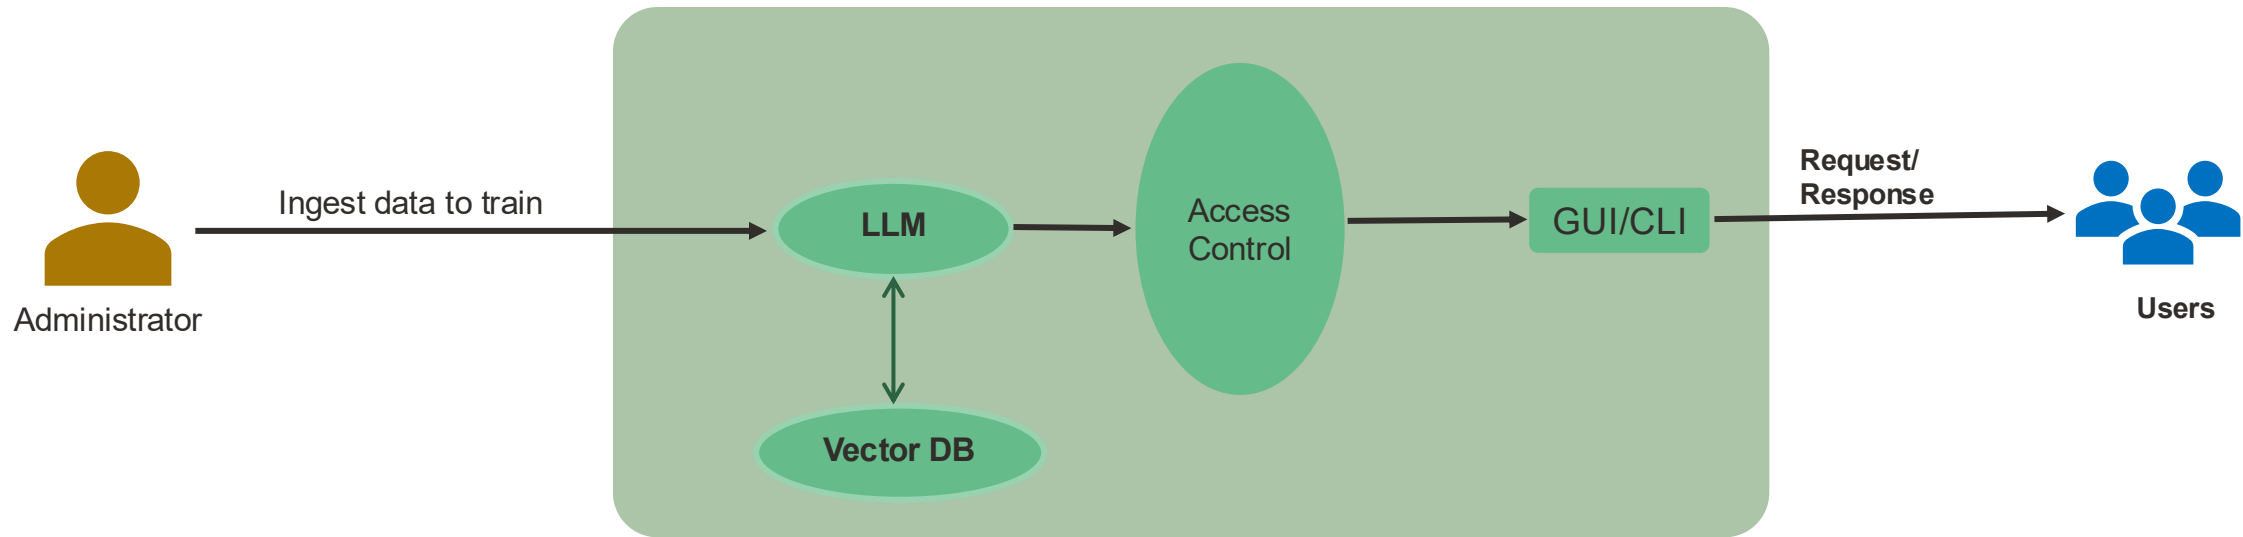 Administrator
Ingest data to train
LLM
Vector DB
Access
Control
GUI/CLI
Request/
Response
Users